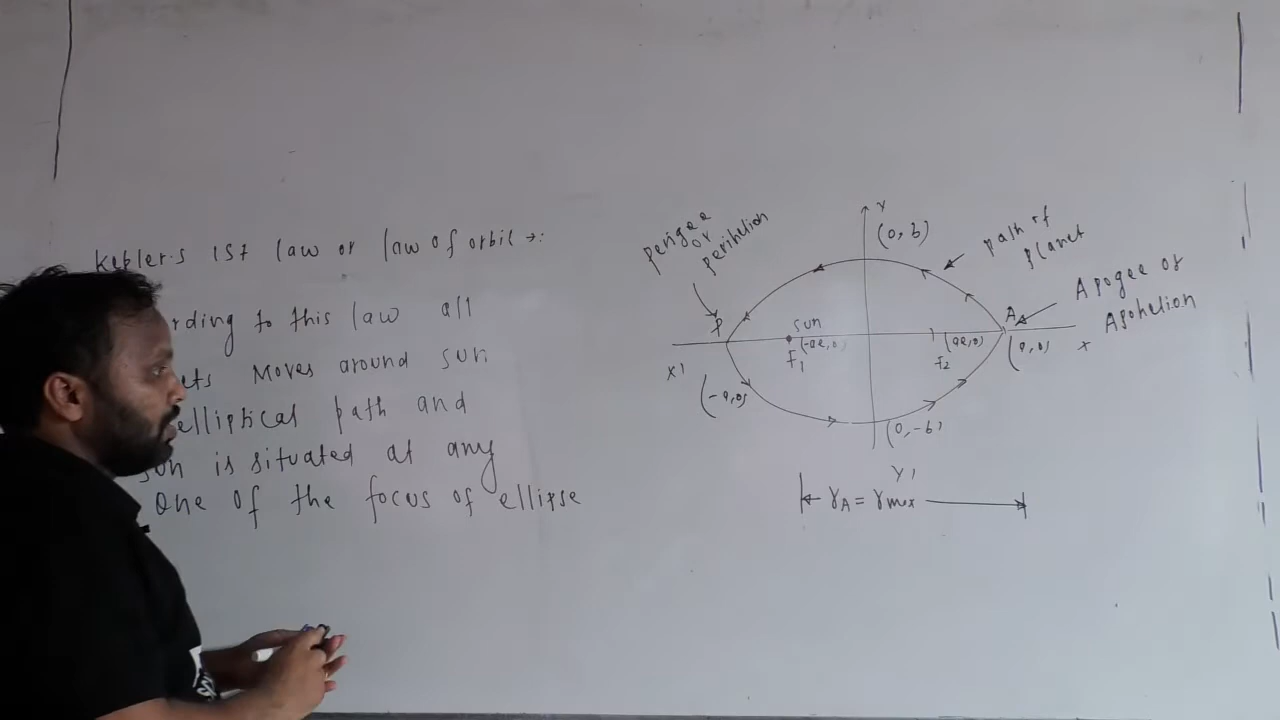 Kepler's 1st law or law of orbit →:
rding to this law all
ets moves around sun
elliptical path and
sun is situated at any
one of the focus of ellipse
perigee
or
perihelion
Y
(0, b)
path of
planet
Apogee or
Apohelion
P
sun
A
(-ae, 0)
(ae, 0)
(a, 0)
X
X'
F1
F2
(-a, 0)
(0, -b)
Y'
rA = rmax